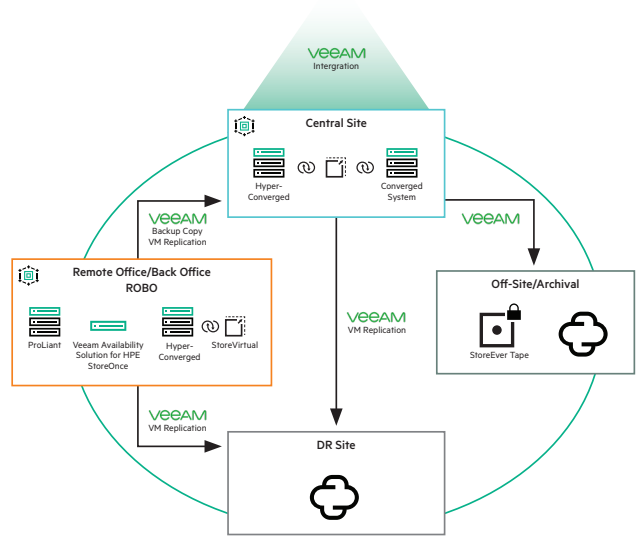 veeAM
Intergration
Central Site
Hyper-
Converged
Converged
System
veeAM
Backup Copy
VM Replication
veeAM
Remote Office/Back Office
ROBO
ProLiant
Veeam Availability
Solution for HPE
StoreOnce
Hyper-
Converged
StoreVirtual
veeAM
VM Replication
Off-Site/Archival
StoreEver Tape
veeAM
VM Replication
DR Site